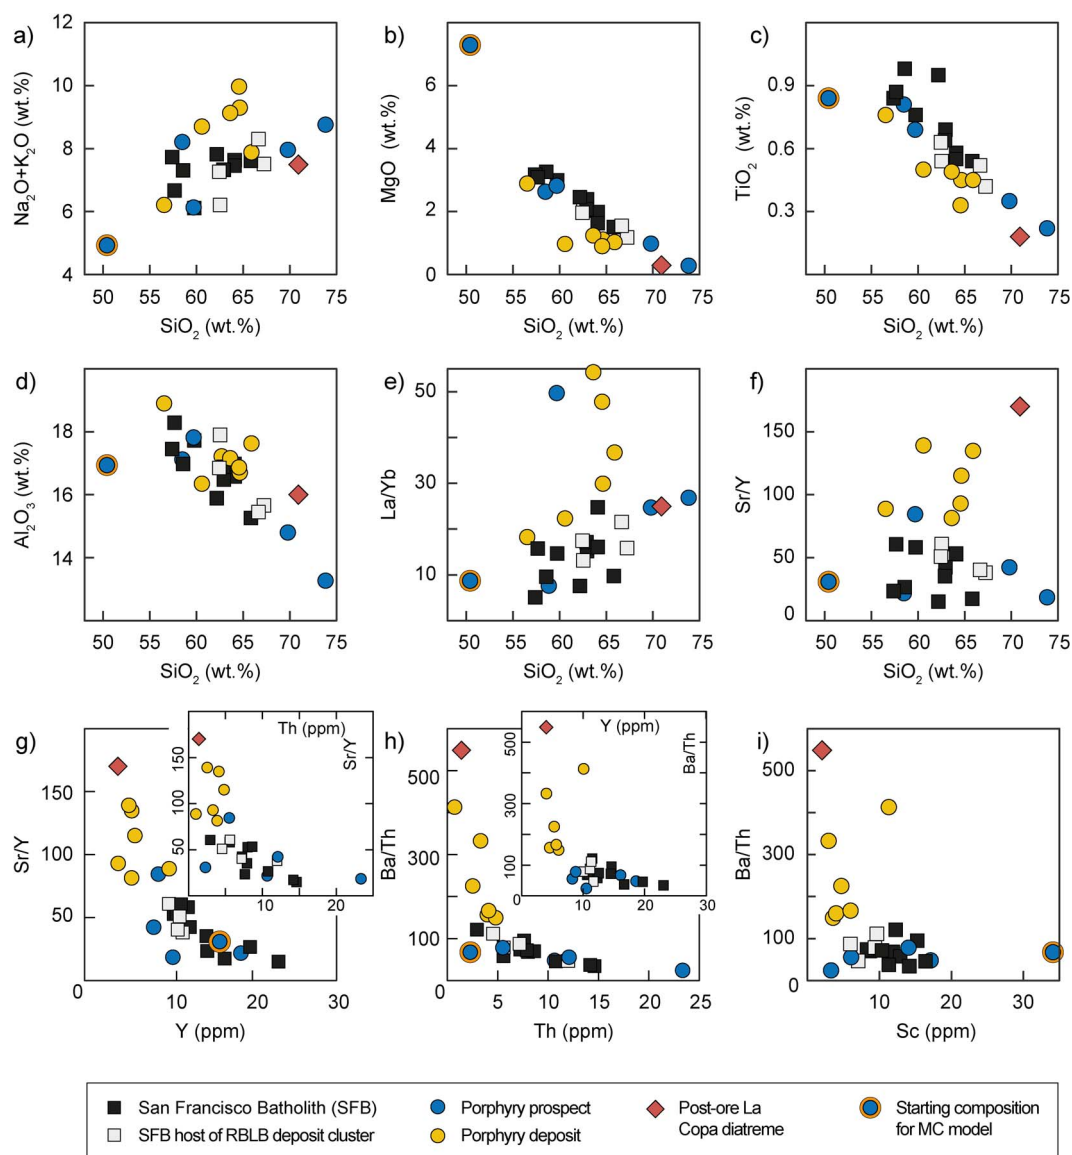 a)
12
10
8
6
4
Na₂O+K₂O (wt.%)
50 55 60 65 70 75
SiO₂ (wt.%)
b)
6
4
2
0
MgO (wt.%)
50 55 60 65 70 75
SiO₂ (wt.%)
c)
0.9
0.6
0.3
TiO₂ (wt.%)
50 55 60 65 70 75
SiO₂ (wt.%)
d)
18
16
14
Al₂O₃ (wt.%)
50 55 60 65 70 75
SiO₂ (wt.%)
e)
50
30
10
La/Yb
50 55 60 65 70 75
SiO₂ (wt.%)
f)
150
100
50
0
Sr/Y
50 55 60 65 70 75
SiO₂ (wt.%)
g)
150
100
50
Sr/Y
0 10 20 30
Y (ppm)
Th (ppm)
Sr/Y
150
100
50
10 20
h)
500
300
100
Ba/Th
0 5 10 15 20 25
Th (ppm)
Y (ppm)
Ba/Th
500
300
100
0
0 10 20 30
i)
500
300
100
0
Ba/Th
10 20 30
Sc (ppm)
San Francisco Batholith (SFB)
SFB host of RBLB deposit cluster
Porphyry prospect
Porphyry deposit
Post-ore La
Copa diatreme
Starting composition
for MC model